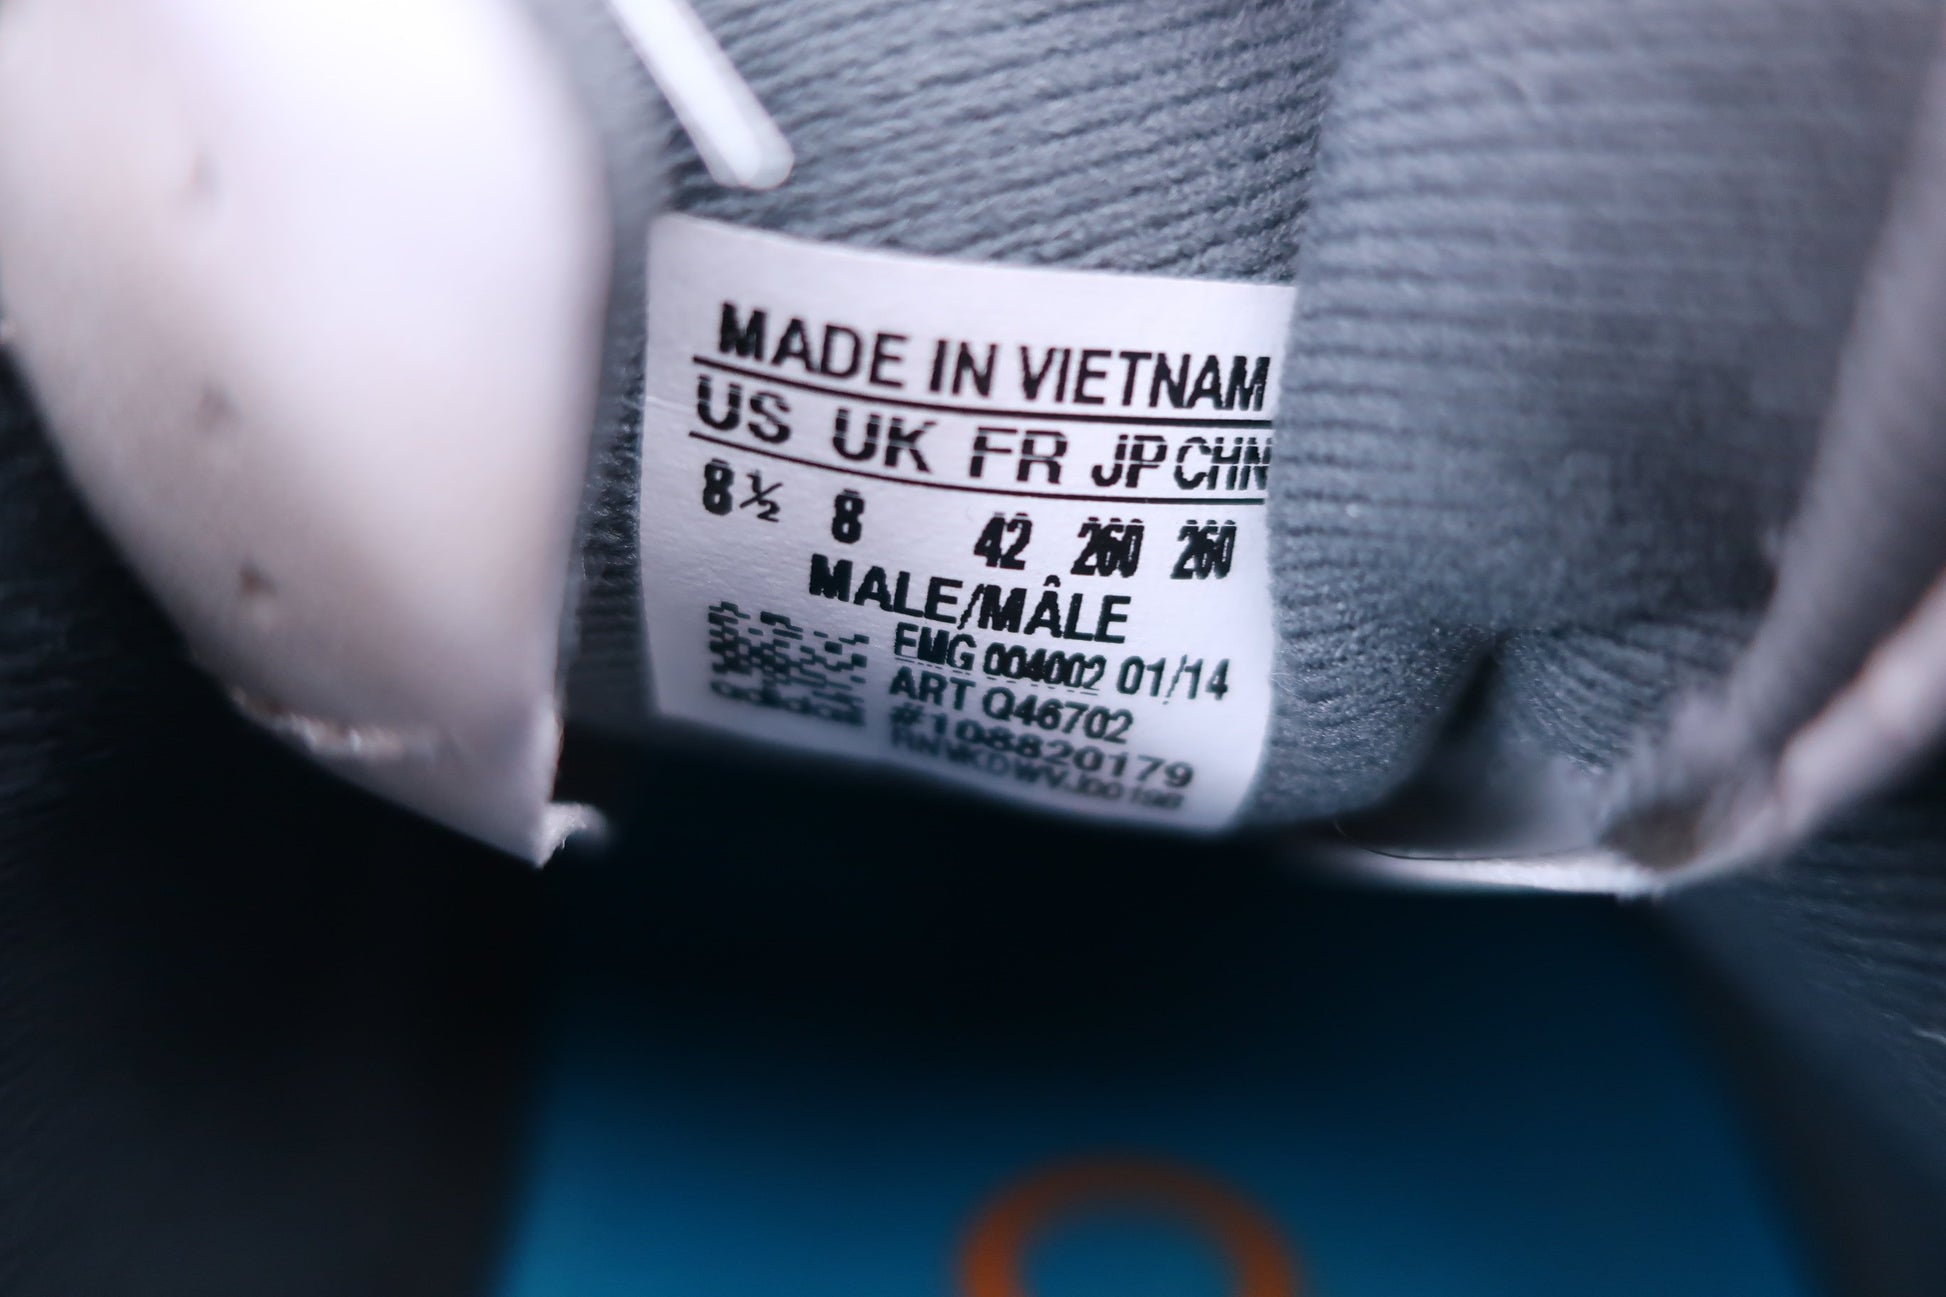 MADE IN VIETNAM
US UK FR JP CHN
8½ 8 42 260 260
MALE/MÂLE
EMG 004002 01/14
ART Q46702
#108820179